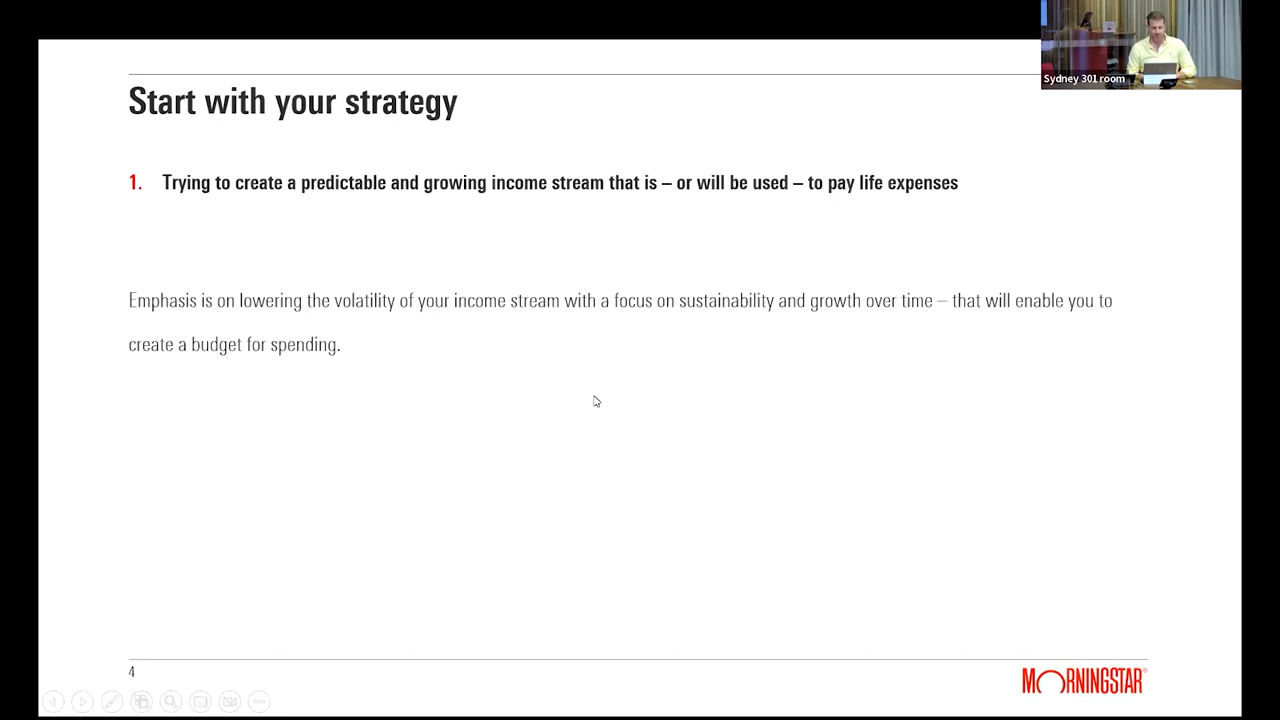 Sydney 301 room
Start with your strategy
1. Trying to create a predictable and growing income stream that is – or will be used – to pay life expenses
Emphasis is on lowering the volatility of your income stream with a focus on sustainability and growth over time – that will enable you to
create a budget for spending.
4
MORNINGSTAR®